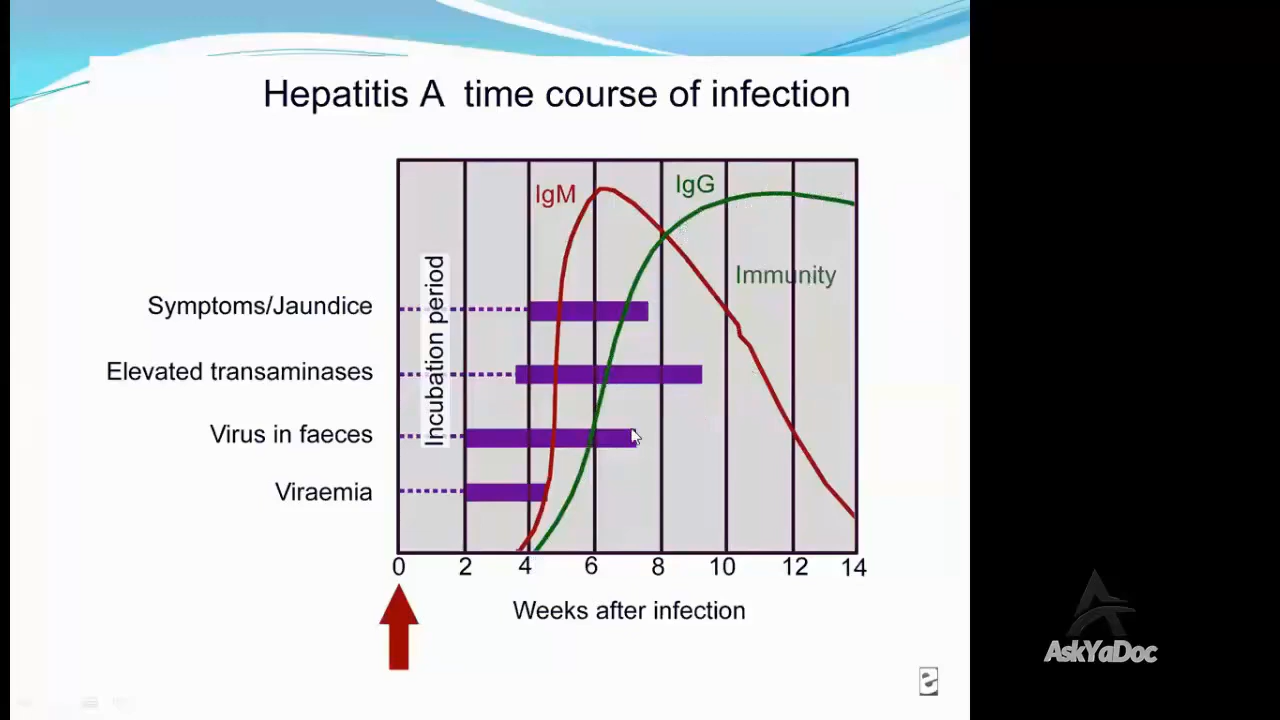 Hepatitis A time course of infection
IgM
IgG
Immunity
Incubation period
Symptoms/Jaundice
Elevated transaminases
Virus in faeces
Viraemia
0 2 4 6 8 10 12 14
Weeks after infection
e
AskYaDoc